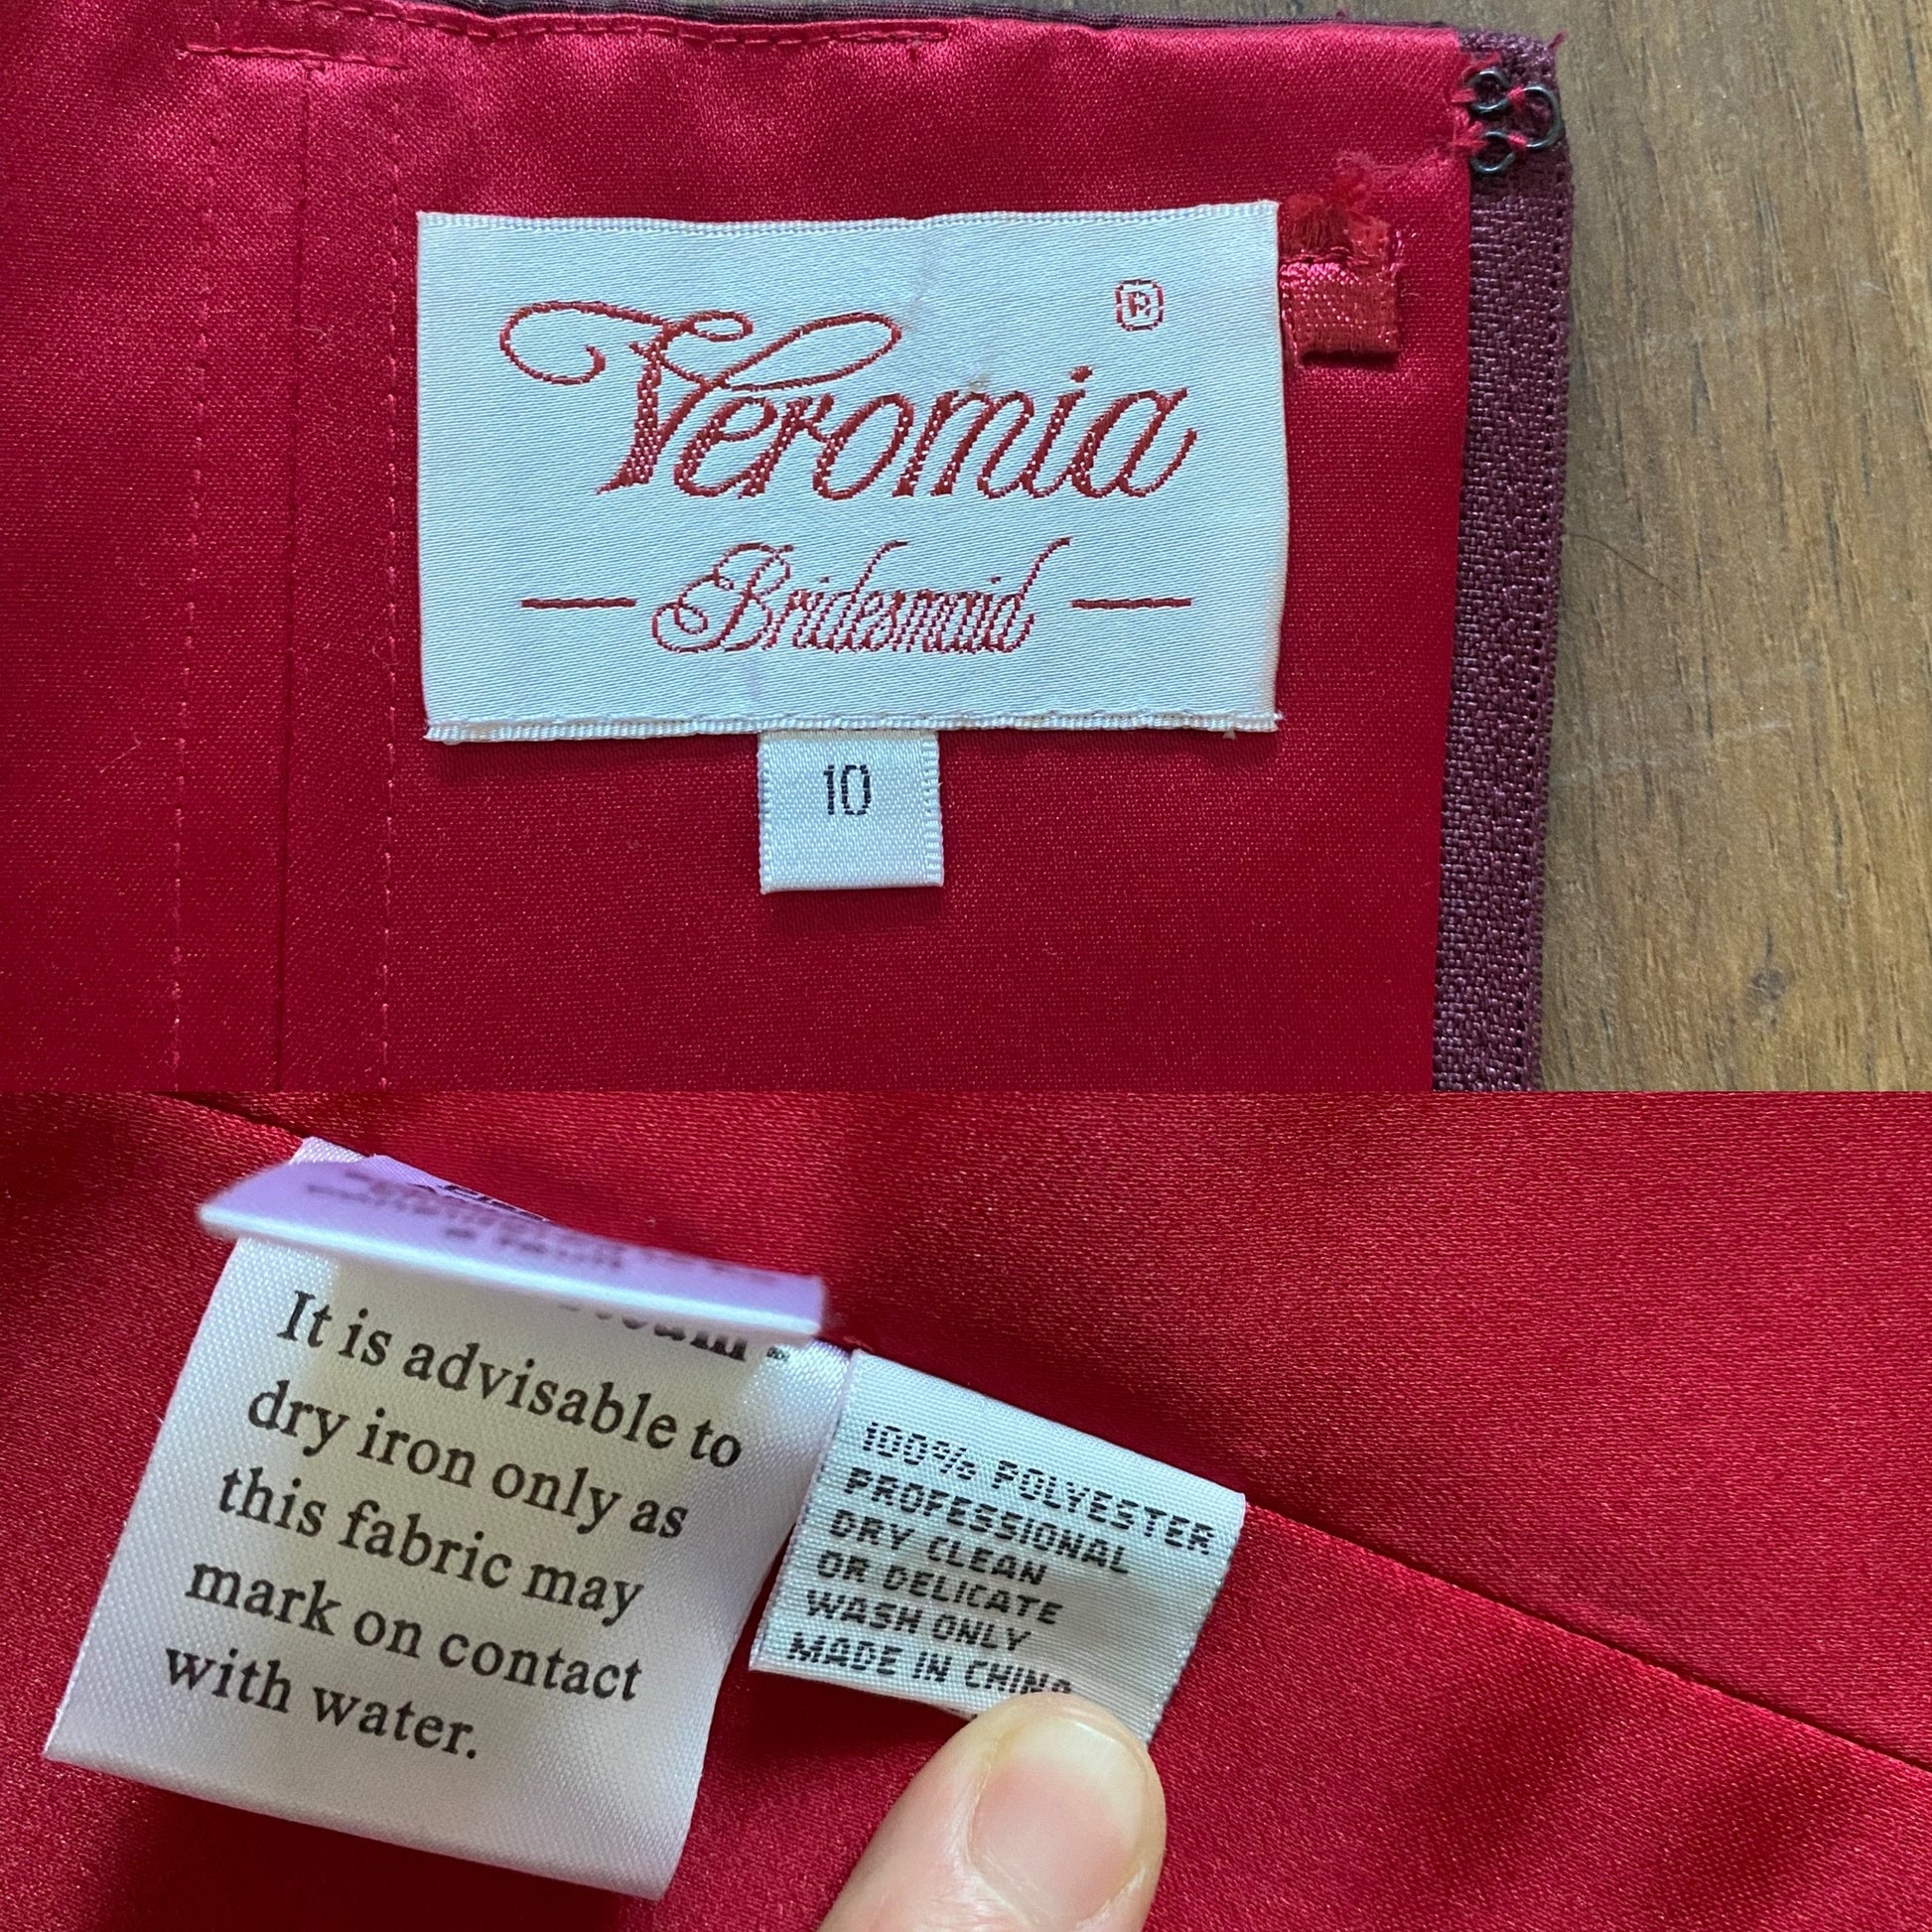 Veromia
®
Bridesmaid
10
It is advisable to
dry iron only as
this fabric may
mark on contact
with water.
100% POLYESTER
PROFESSIONAL
DRY CLEAN
OR DELICATE
WASH ONLY
MADE IN CHINA